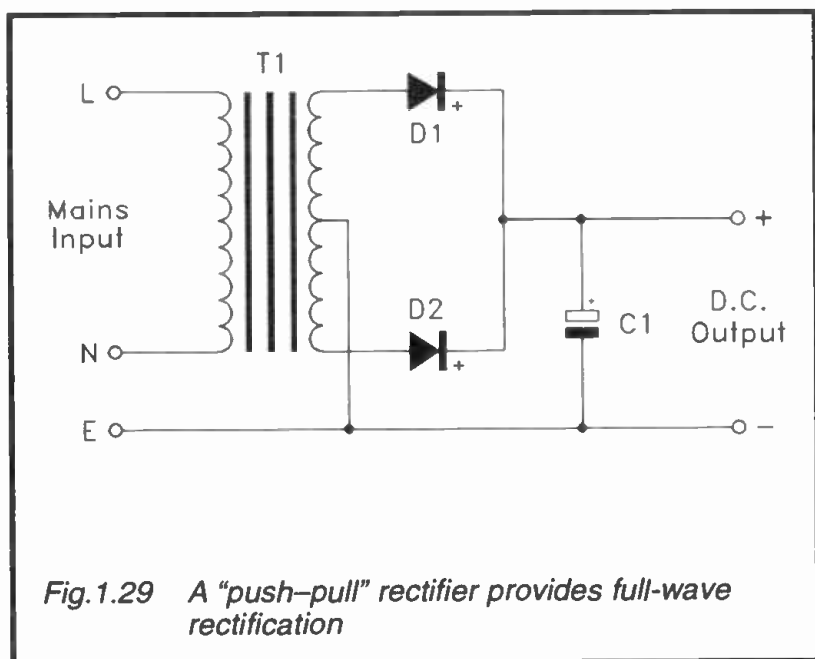 T1
L
+
D1
Mains
Input
+
D2
+
C1
D.C.
Output
N
+
E
−
Fig.1.29 A “push–pull” rectifier provides full-wave
rectification